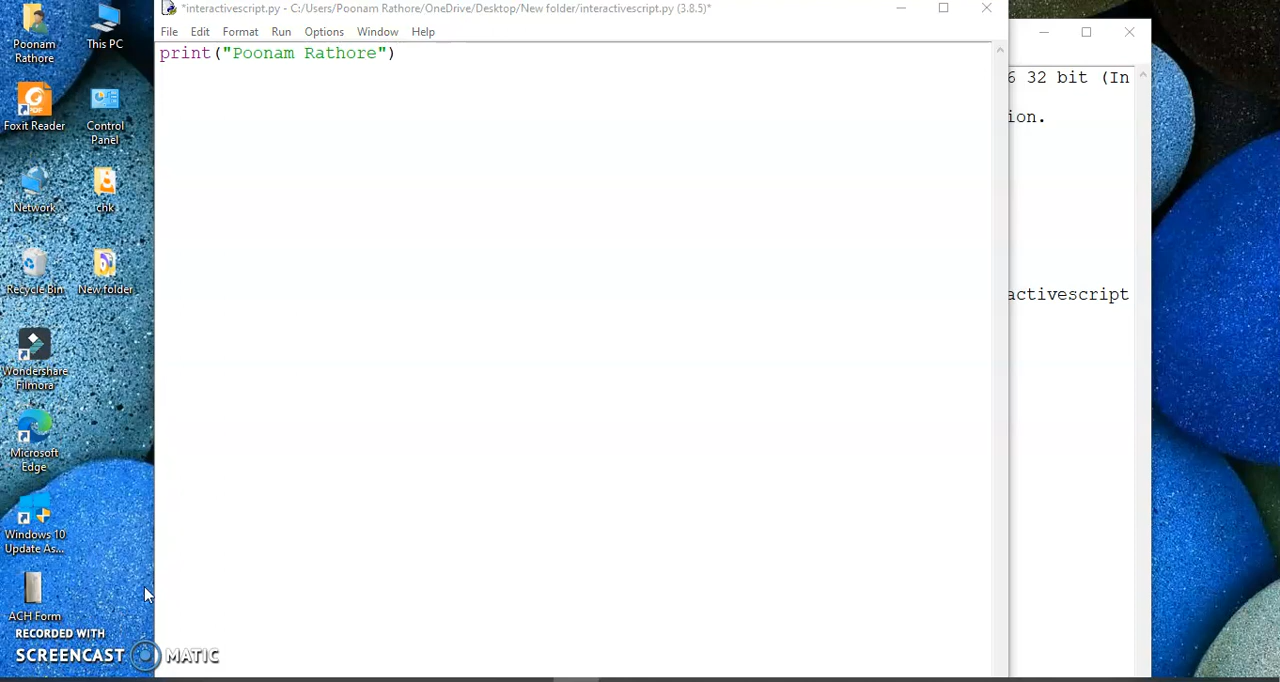 *interactivescript.py - C:/Users/Poonam Rathore/OneDrive/Desktop/New folder/interactivescript.py (3.8.5)*
File Edit Format Run Options Window Help
print("Poonam Rathore")
6 32 bit (In
ion.
activescript
Poonam
Rathore
This PC
Foxit Reader
Control
Panel
Network
chk
Recycle Bin
New folder
Wondershare
Filmora
Microsoft
Edge
Windows 10
Update As...
ACH Form
RECORDED WITH
SCREENCAST MATIC